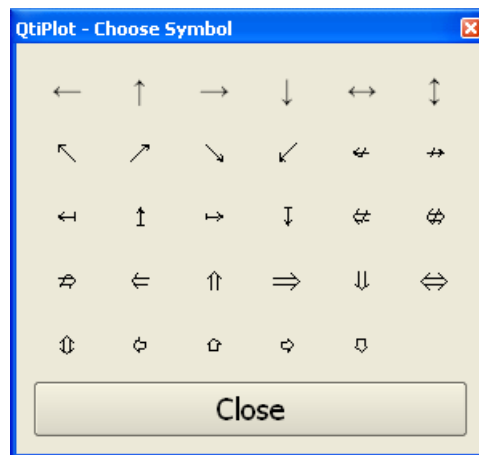 QtiPlot - Choose Symbol
← ↑ → ↓ ↔ ↕
↖ ↗ ↘ ↙ ↚ ↛
↤ ↥ ↦ ↧ ⇍ ⇎
⇏ ⇐ ⇑ ⇒ ⇓ ⇔
⇕ ⇦ ⇧ ⇨ ⇩
Close